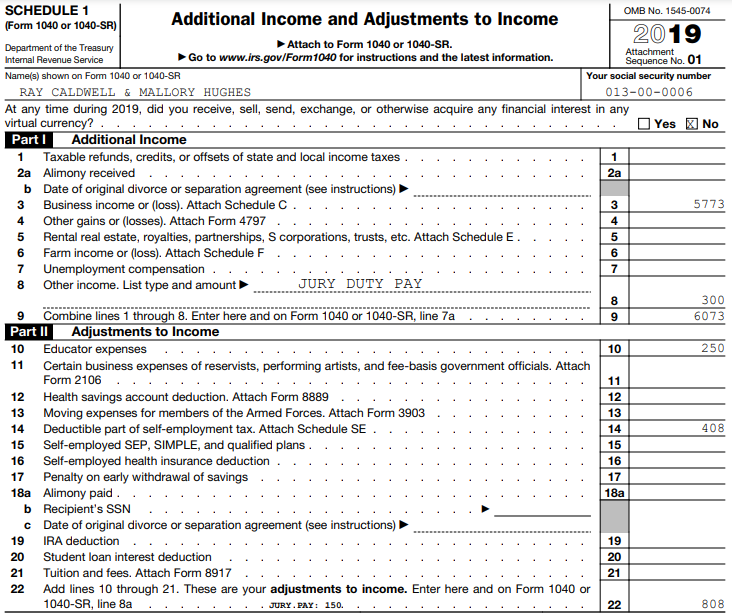 SCHEDULE 1
(Form 1040 or 1040-SR)
Department of the Treasury
Internal Revenue Service
Additional Income and Adjustments to Income
▶ Attach to Form 1040 or 1040-SR.
▶ Go to www.irs.gov/Form1040 for instructions and the latest information.
OMB No. 1545-0074
2019
Attachment
Sequence No. 01
Name(s) shown on Form 1040 or 1040-SR
RAY CALDWELL & MALLORY HUGHES
Your social security number
013-00-0006
At any time during 2019, did you receive, sell, send, exchange, or otherwise acquire any financial interest in any
virtual currency? . . . ☐ Yes ☒ No
Part I Additional Income
1 Taxable refunds, credits, or offsets of state and local income taxes . . . 1
2a Alimony received . . . 2a
b Date of original divorce or separation agreement (see instructions) ▶
3 Business income or (loss). Attach Schedule C . . . 3 5773
4 Other gains or (losses). Attach Form 4797 . . . 4
5 Rental real estate, royalties, partnerships, S corporations, trusts, etc. Attach Schedule E . . . 5
6 Farm income or (loss). Attach Schedule F . . . 6
7 Unemployment compensation . . . 7
8 Other income. List type and amount ▶ JURY DUTY PAY
8 300
9 Combine lines 1 through 8. Enter here and on Form 1040 or 1040-SR, line 7a . . . 9 6073
Part II Adjustments to Income
10 Educator expenses . . . 10 250
11 Certain business expenses of reservists, performing artists, and fee-basis government officials. Attach
Form 2106 . . . 11
12 Health savings account deduction. Attach Form 8889 . . . 12
13 Moving expenses for members of the Armed Forces. Attach Form 3903 . . . 13
14 Deductible part of self-employment tax. Attach Schedule SE . . . 14 408
15 Self-employed SEP, SIMPLE, and qualified plans . . . 15
16 Self-employed health insurance deduction . . . 16
17 Penalty on early withdrawal of savings . . . 17
18a Alimony paid . . . 18a
b Recipient's SSN . . . ▶
c Date of original divorce or separation agreement (see instructions) ▶
19 IRA deduction . . . 19
20 Student loan interest deduction . . . 20
21 Tuition and fees. Attach Form 8917 . . . 21
22 Add lines 10 through 21. These are your adjustments to income. Enter here and on Form 1040 or
1040-SR, line 8a . . . JURY.PAY: 150. . . . 22 808